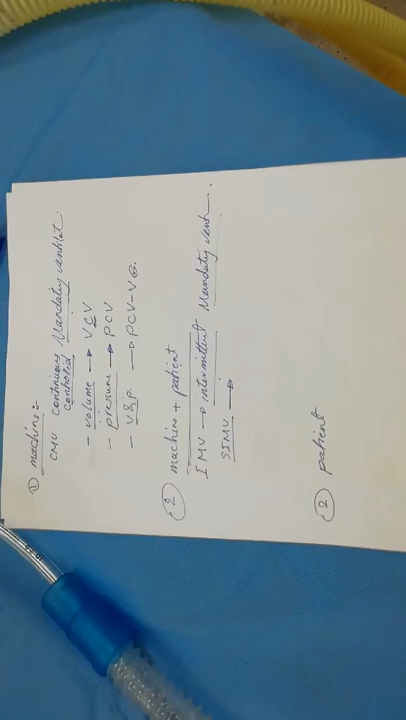 ① machine :-
CMV continuous Mandatory ventilat.
controlled
- volume → VCV
- pressure → PCV
- V & p. → PCV-VG.
② machine + patient
IMV → intermittent Mandatory vent.
SIMV →
② patient